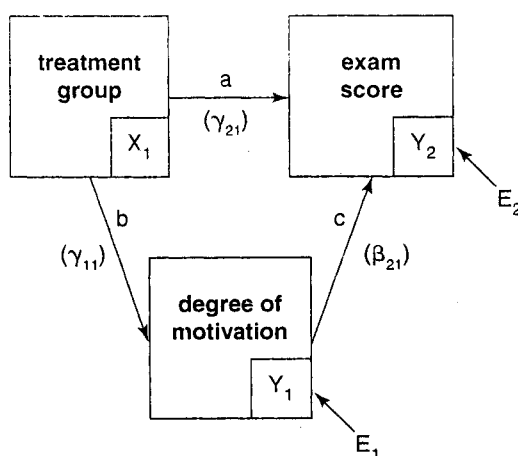 treatment
group
X₁
a
(γ₂₁)
exam
score
Y₂
E₂
b
(γ₁₁)
c
(β₂₁)
degree of
motivation
Y₁
E₁